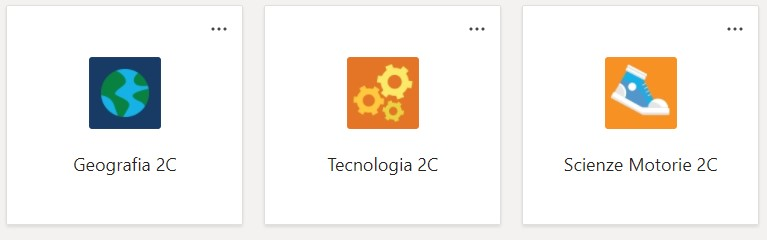 Geografia 2C
Tecnologia 2C
Scienze Motorie 2C